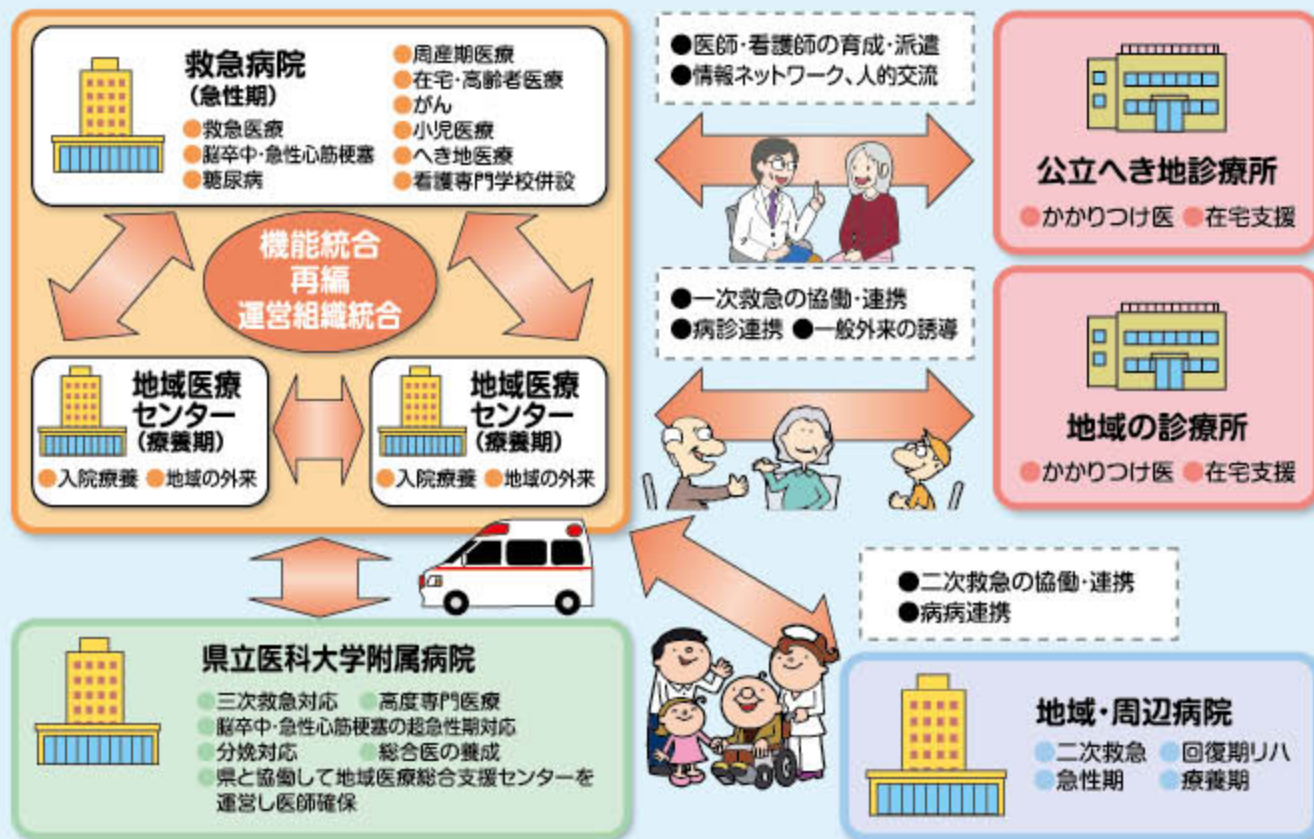 救急病院
(急性期)
●救急医療
●脳卒中・急性心筋梗塞
●糖尿病
●周産期医療
●在宅・高齢者医療
●がん
●小児医療
●へき地医療
●看護専門学校併設
機能統合
再編
運営組織統合
地域医療
センター
(療養期)
●入院療養 ●地域の外来
地域医療
センター
(療養期)
●入院療養 ●地域の外来
●医師・看護師の育成・派遣
●情報ネットワーク、人的交流
公立へき地診療所
●かかりつけ医 ●在宅支援
●一次救急の協働・連携
●病診連携 ●一般外来の誘導
地域の診療所
●かかりつけ医 ●在宅支援
県立医科大学附属病院
●三次救急対応 ●高度専門医療
●脳卒中・急性心筋梗塞の超急性期対応
●分娩対応 ●総合医の養成
●県と協働して地域医療総合支援センターを
運営し医師確保
●二次救急の協働・連携
●病病連携
地域・周辺病院
●二次救急 ●回復期リハ
●急性期 ●療養期